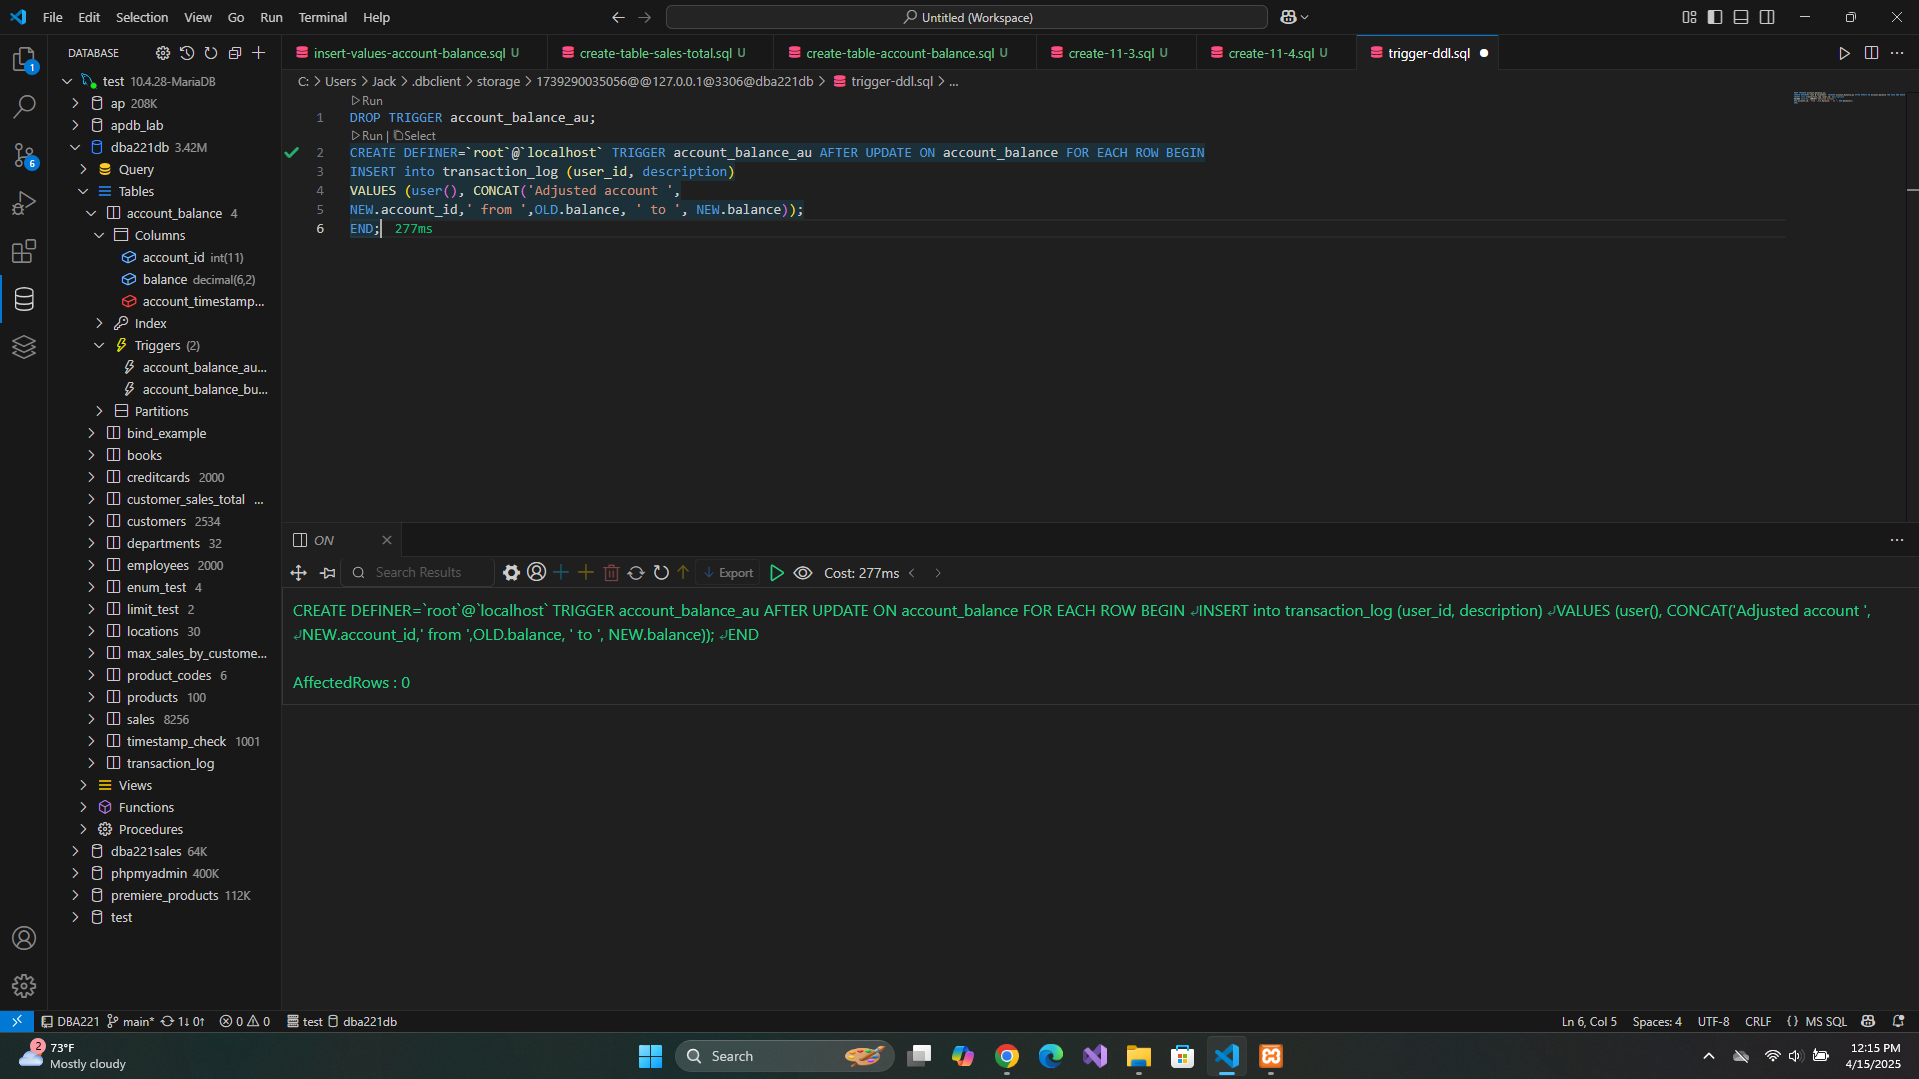 File Edit Selection View Go Run Terminal Help
Untitled (Workspace)
DATABASE
insert-values-account-balance.sql U
create-table-sales-total.sql U
create-table-account-balance.sql U
create-11-3.sql U
create-11-4.sql U
trigger-ddl.sql
C: > Users > Jack > .dbclient > storage > 1739290035056@@127.0.0.1@3306@dba221db > trigger-ddl.sql > ...
1
6
test 10.4.28-MariaDB
ap 208K
apdb_lab
dba221db 3.42M
Query
Tables
account_balance 4
Columns
account_id int(11)
balance decimal(6,2)
account_timestamp...
Index
Triggers (2)
account_balance_au...
account_balance_bu...
Partitions
bind_example
books
creditcards 2000
customer_sales_total ...
customers 2534
departments 32
employees 2000
enum_test 4
limit_test 2
locations 30
max_sales_by_custome...
product_codes 6
products 100
sales 8256
timestamp_check 1001
transaction_log
Views
Functions
Procedures
dba221sales 64K
phpmyadmin 400K
premiere_products 112K
test
Run
1 DROP TRIGGER account_balance_au;
Run | Select
2 CREATE DEFINER=`root`@`localhost` TRIGGER account_balance_au AFTER UPDATE ON account_balance FOR EACH ROW BEGIN
3 INSERT into transaction_log (user_id, description)
4 VALUES (user(), CONCAT('Adjusted account ',
5 NEW.account_id,' from ',OLD.balance, ' to ', NEW.balance));
6 END; 277ms
ON
Search Results
Export
Cost: 277ms
CREATE DEFINER=`root`@`localhost` TRIGGER account_balance_au AFTER UPDATE ON account_balance FOR EACH ROW BEGIN ↲INSERT into transaction_log (user_id, description) ↲VALUES (user(), CONCAT('Adjusted account ',
↲NEW.account_id,' from ',OLD.balance, ' to ', NEW.balance)); ↲END
AffectedRows : 0
DBA221 main* 1↓ 0↑ 0 0 test dba221db
Ln 6, Col 5 Spaces: 4 UTF-8 CRLF {} MS SQL
2
73°F
Mostly cloudy
Search
12:15 PM
4/15/2025